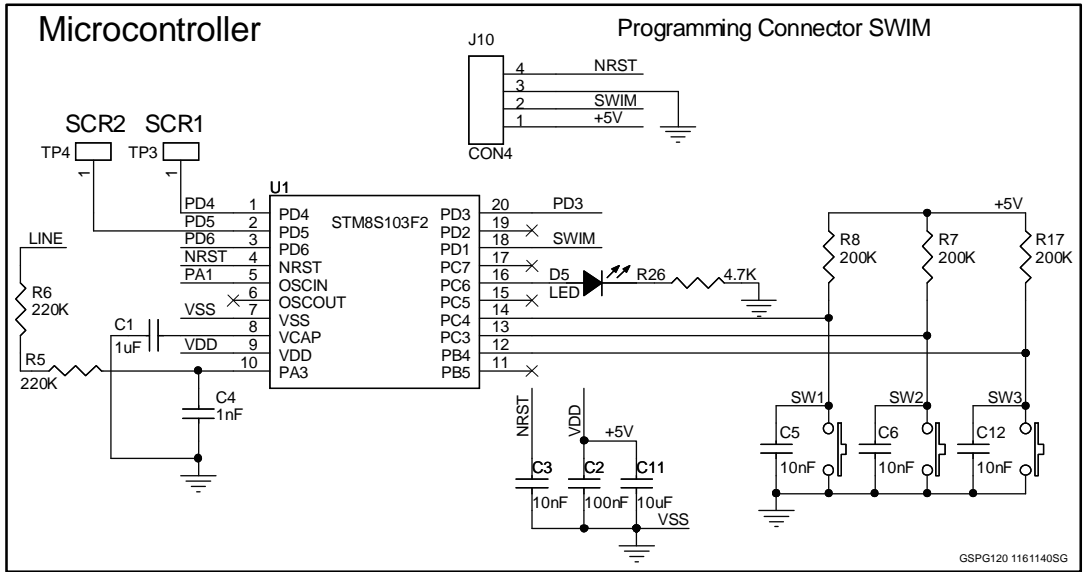 Microcontroller
Programming Connector SWIM
J10
4 NRST
3
2 SWIM
1 +5V
CON4
SCR2 SCR1
TP4 TP3
1 1
U1
STM8S103F2
PD4 1 PD4
PD5 2 PD5
PD6 3 PD6
NRST 4 NRST
PA1 5 OSCIN
6 OSCOUT
VSS 7 VSS
8 VCAP
VDD 9 VDD
10 PA3
PD3 20 PD3
PD2 19
PD1 18 SWIM
PC7 17
PC6 16
PC5 15
PC4 14
PC3 13
PB4 12
PB5 11
LINE
R6
220K
R5
220K
C1
1uF
C4
1nF
D5
LED
R26 4.7K
+5V
R8
200K
R7
200K
R17
200K
SW1 SW2 SW3
C5
10nF
C6
10nF
C12
10nF
NRST
VDD
+5V
C3
10nF
C2
100nF
C11
10uF
VSS
GSPG120 1161140SG